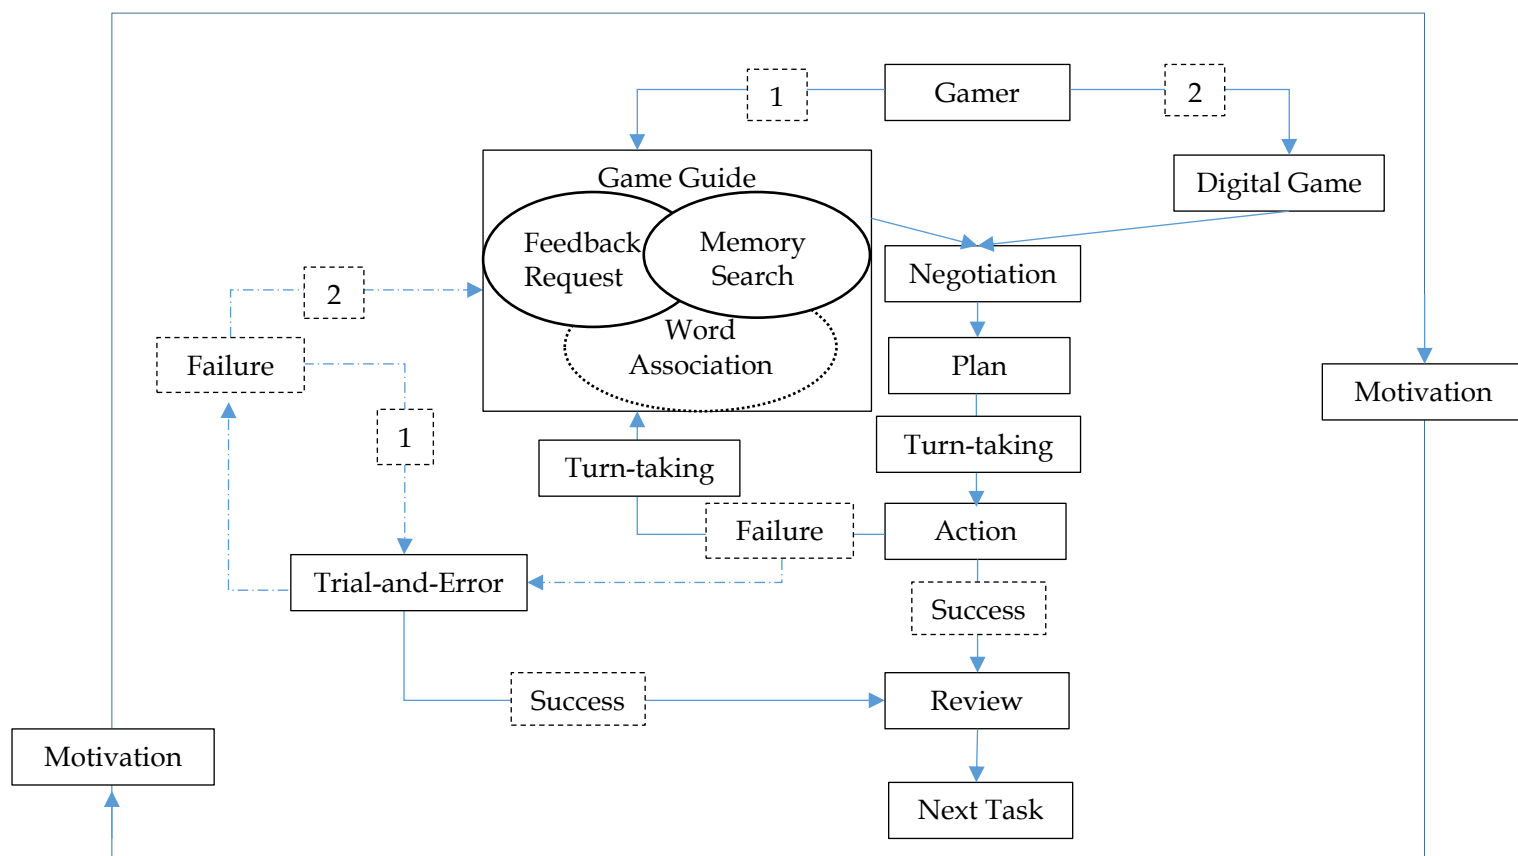 Gamer
1
2
Game Guide
Digital Game
Feedback
Request
Memory
Search
Negotiation
2
Word
Association
Failure
Plan
Motivation
1
Turn-taking
Turn-taking
Failure
Action
Trial-and-Error
Success
Success
Review
Motivation
Next Task